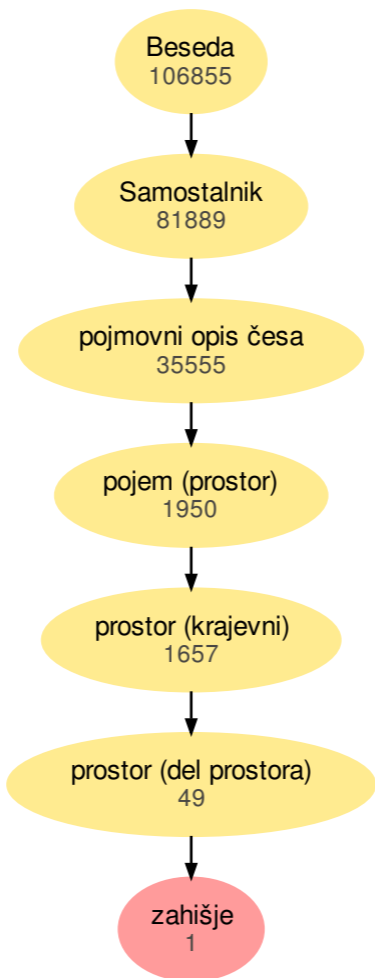 Beseda
106855
Samostalnik
81889
pojmovni opis česa
35555
pojem (prostor)
1950
prostor (krajevni)
1657
prostor (del prostora)
49
zahišje
1